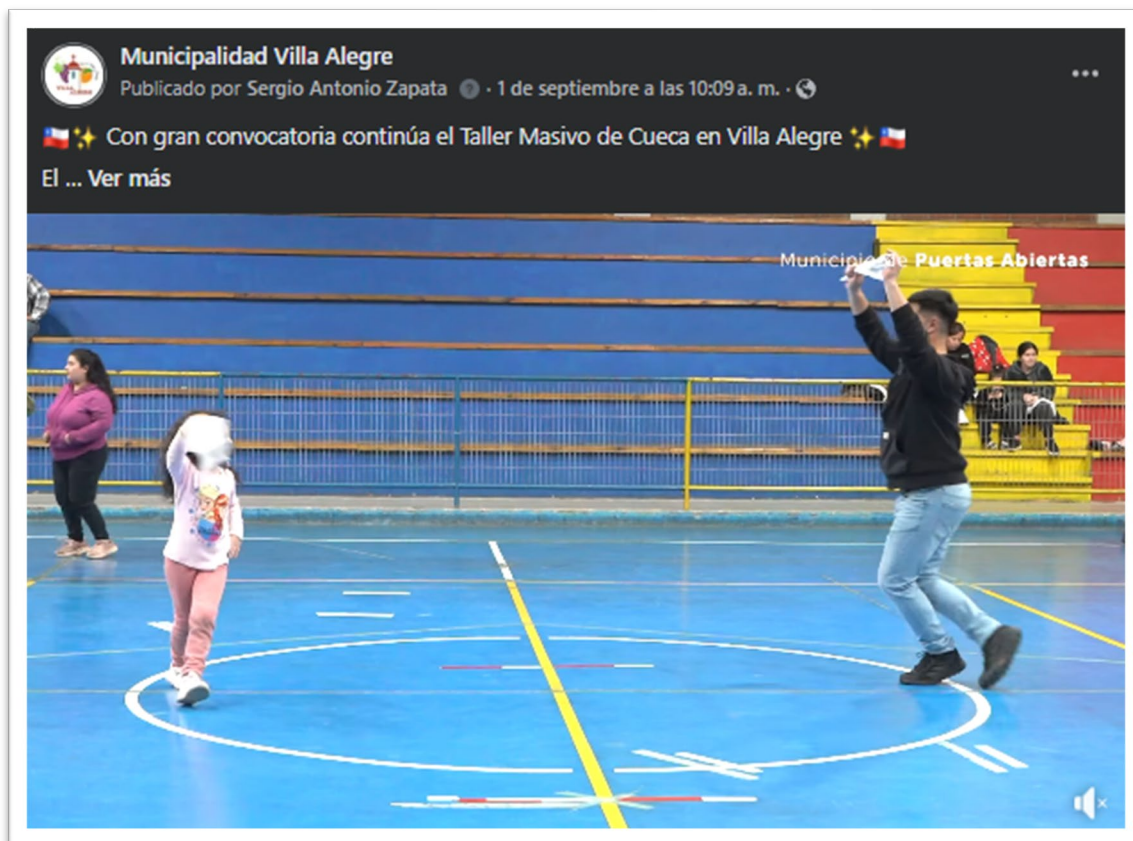 Municipalidad Villa Alegre
Publicado por Sergio Antonio Zapata · 1 de septiembre a las 10:09 a. m. ·
🇨🇱✨ Con gran convocatoria continúa el Taller Masivo de Cueca en Villa Alegre ✨🇨🇱
El ... Ver más
Municipio de Puertas Abiertas